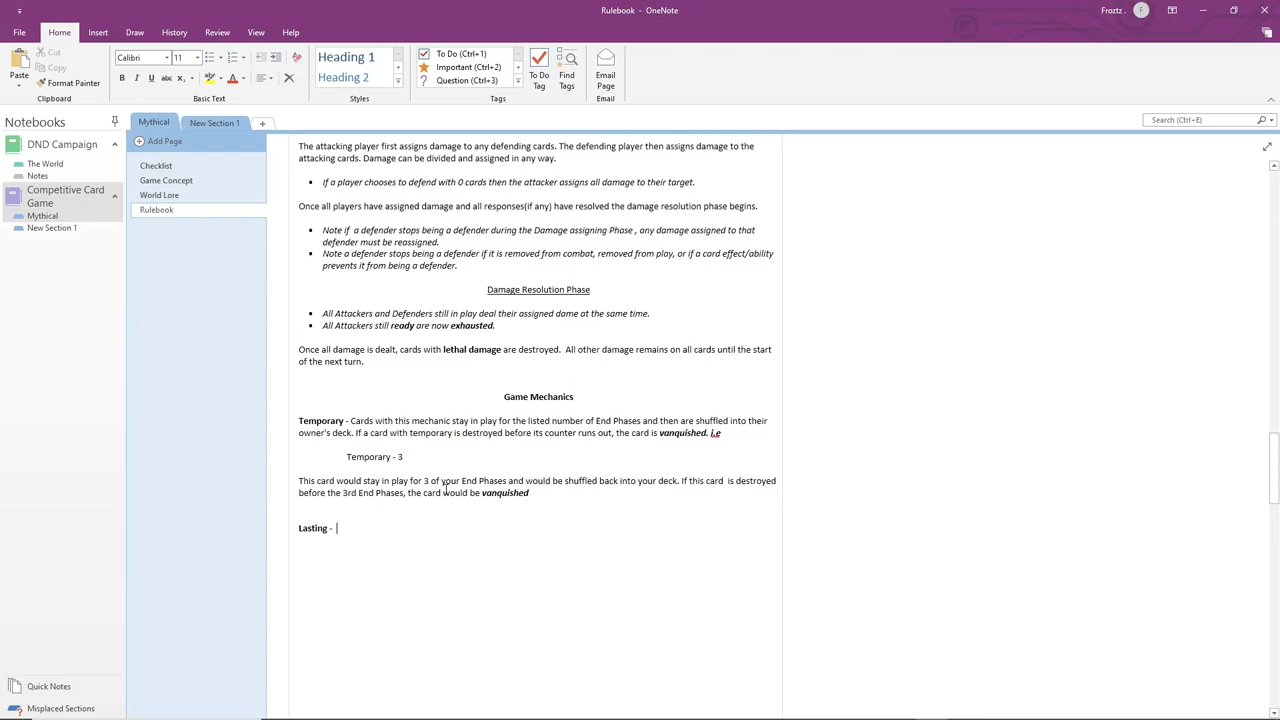 Rulebook - OneNote
Froztz F
File Home Insert Draw History Review View Help
Paste
Cut
Copy
Format Painter
Clipboard
Calibri 11
B I U abc x₂ A
Basic Text
Heading 1
Heading 2
Styles
To Do (Ctrl+1)
Important (Ctrl+2)
Question (Ctrl+3)
To Do
Tag
Find
Tags
Tags
Email
Page
Email
Notebooks
DND Campaign
The World
Notes
Competitive Card
Game
Mythical
New Section 1
Quick Notes
Misplaced Sections
Mythical New Section 1 +
Search (Ctrl+E)
Add Page
Checklist
Game Concept
World Lore
Rulebook
The attacking player first assigns damage to any defending cards. The defending player then assigns damage to the
attacking cards. Damage can be divided and assigned in any way.
• If a player chooses to defend with 0 cards then the attacker assigns all damage to their target.
Once all players have assigned damage and all responses(if any) have resolved the damage resolution phase begins.
• Note if a defender stops being a defender during the Damage assigning Phase , any damage assigned to that
defender must be reassigned.
• Note a defender stops being a defender if it is removed from combat, removed from play, or if a card effect/ability
prevents it from being a defender.
Damage Resolution Phase
• All Attackers and Defenders still in play deal their assigned dame at the same time.
• All Attackers still ready are now exhausted.
Once all damage is dealt, cards with lethal damage are destroyed. All other damage remains on all cards until the start
of the next turn.
Game Mechanics
Temporary - Cards with this mechanic stay in play for the listed number of End Phases and then are shuffled into their
owner's deck. If a card with temporary is destroyed before its counter runs out, the card is vanquished. i,e
Temporary - 3
This card would stay in play for 3 of your End Phases and would be shuffled back into your deck. If this card is destroyed
before the 3rd End Phases, the card would be vanquished
Lasting -